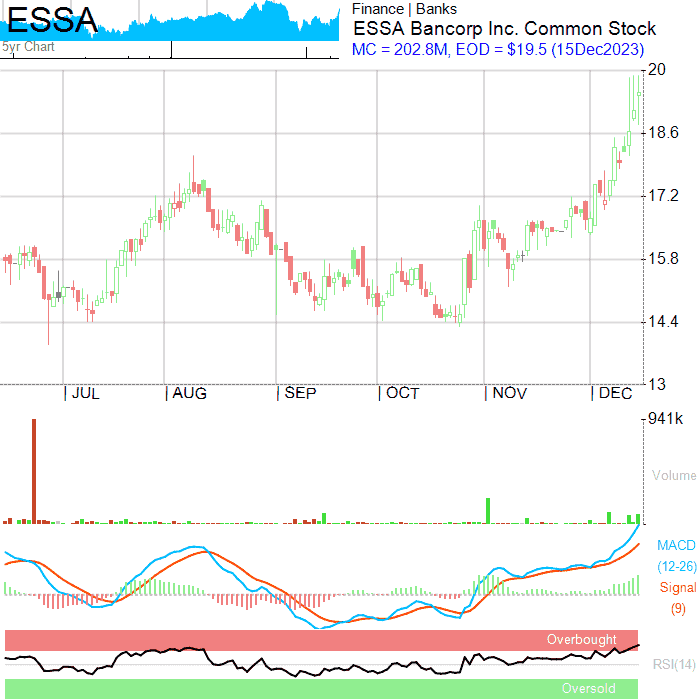 ESSA
5yr Chart
Finance | Banks
ESSA Bancorp Inc. Common Stock
MC = 202.8M, EOD = $19.5 (15Dec2023)
20
18.6
17.2
15.8
14.4
13
| JUL | AUG | SEP | OCT | NOV | DEC
941k
Volume
MACD
(12-26)
Signal
(9)
Overbought
RSI(14)
Oversold